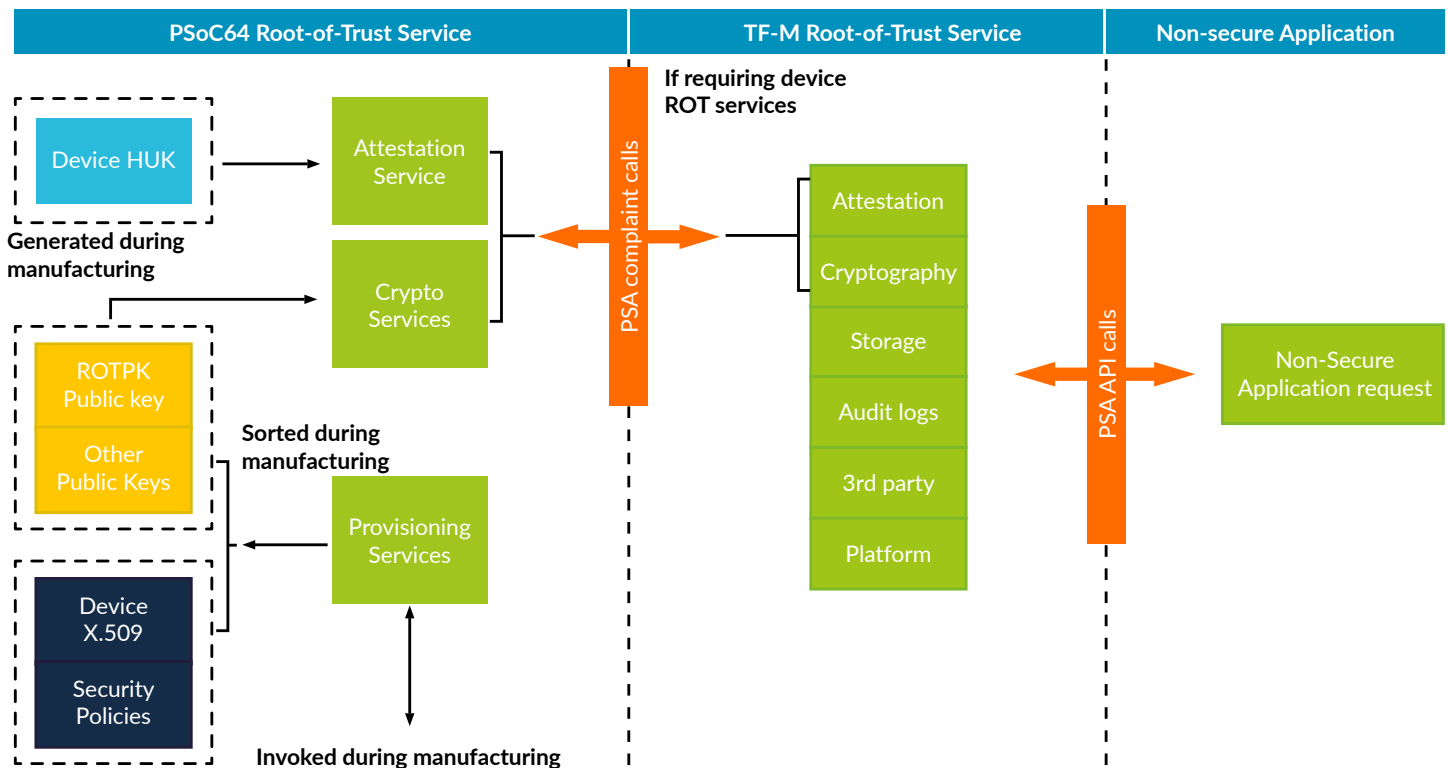 PSoC64 Root-of-Trust Service
TF-M Root-of-Trust Service
Non-secure Application
Device HUK
Generated during
manufacturing
Attestation
Service
Crypto
Services
ROTPK
Public key
Other
Public Keys
Sorted during
manufacturing
Provisioning
Services
Device
X.509
Security
Policies
Invoked during manufacturing
PSA complaint calls
If requiring device
ROT services
Attestation
Cryptography
Storage
Audit logs
3rd party
Platform
PSA API calls
Non-Secure
Application request